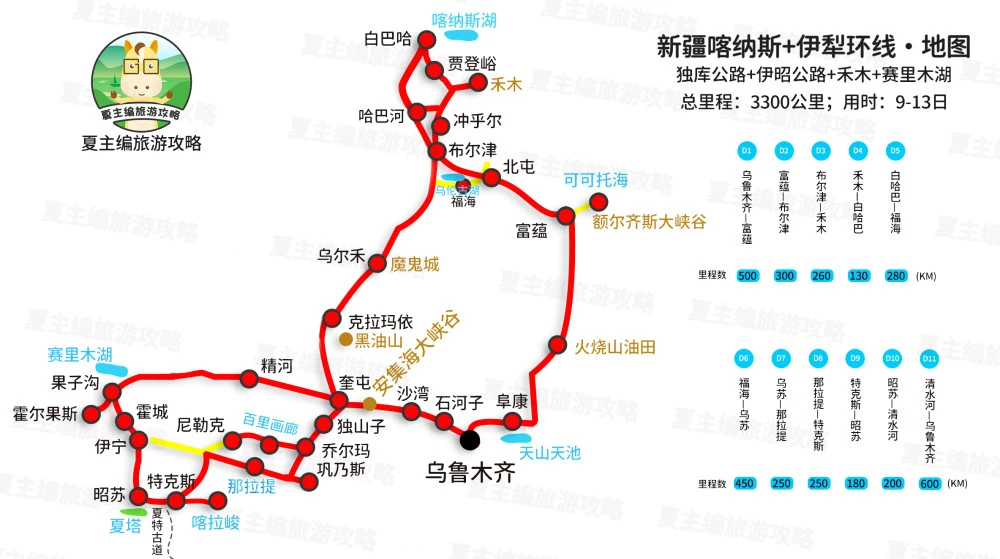 新疆喀纳斯+伊犁环线·地图
独库公路+伊昭公路+禾木+赛里木湖
总里程：3300公里；用时：9-13日
夏主编旅游攻略
夏主编旅游攻略
喀纳斯湖
白巴哈
贾登峪
禾木
哈巴河
冲乎尔
布尔津
北屯
乌伦古湖
福海
可可托海
额尔齐斯大峡谷
富蕴
乌尔禾
魔鬼城
克拉玛依
黑油山
安集海大峡谷
火烧山油田
赛里木湖
果子沟
精河
奎屯
沙湾
石河子
阜康
霍尔果斯
霍城
尼勒克
百里画廊
独山子
天山天池
伊宁
乔尔玛
巩乃斯
乌鲁木齐
昭苏
特克斯
那拉提
夏塔
夏特古道
喀拉峻
D1
D2
D3
D4
D5
乌鲁木齐—富蕴
富蕴—布尔津
布尔津—禾木
禾木—白哈巴
白哈巴—福海
里程数 500 300 260 130 280 (KM)
D6
D7
D8
D9
D10
D11
福海—乌苏
乌苏—那拉提
那拉提—特克斯
特克斯—昭苏
昭苏—清水河
清水河—乌鲁木齐
里程数 450 250 250 180 200 600 (KM)